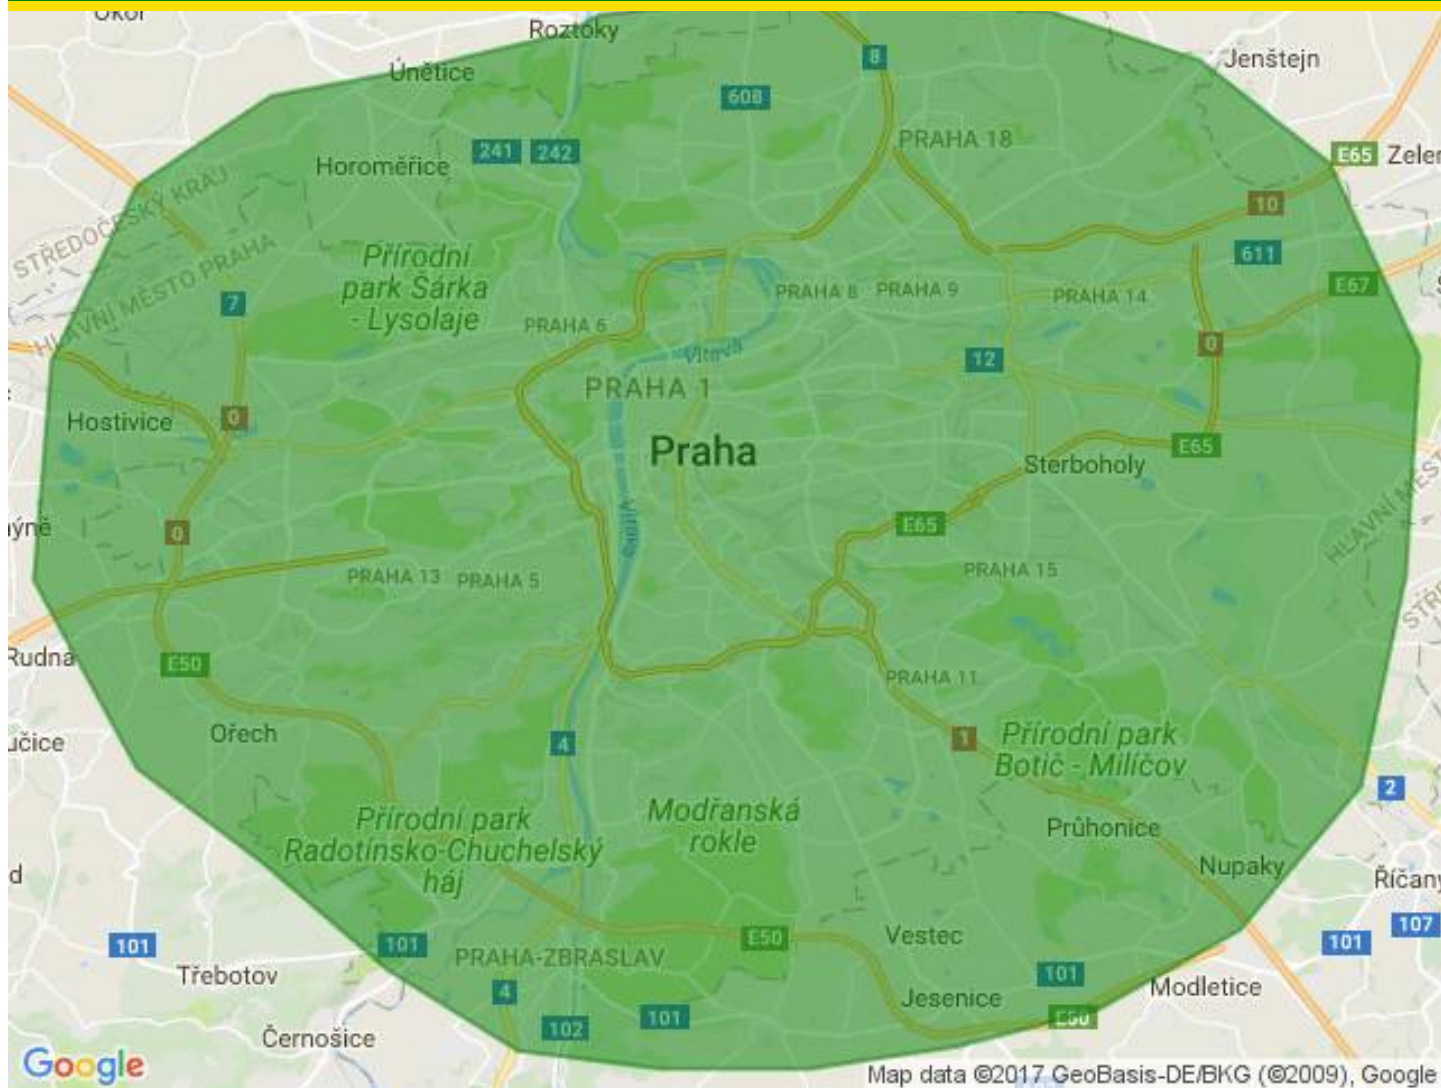 Roztoky
Jenštejn
Únětice
8
608
PRAHA 18
241
242
E65
Horoměřice
STŘEDOČESKÝ KRAJ
10
HLAVNÍ MĚSTO PRAHA
Přírodní
park Šárka
- Lysolaje
611
E67
7
PRAHA 8
PRAHA 9
PRAHA 14
PRAHA 6
0
Vltava
12
PRAHA 1
Hostivice
0
Praha
E65
Sterboholy
Vltava
E65
0
PRAHA 13
PRAHA 5
PRAHA 15
Rudná
E50
PRAHA 11
Ořech
4
1
Přírodní park
Botič - Milíčov
2
Přírodní park
Radotínsko-Chuchelský
háj
Modřanská
rokle
Průhonice
Nupaky
107
101
101
E50
Vestec
101
PRAHA-ZBRASLAV
101
Třebotov
4
Jesenice
Modletice
102
101
E50
Černošice
Google
Map data ©2017 GeoBasis-DE/BKG (©2009), Google